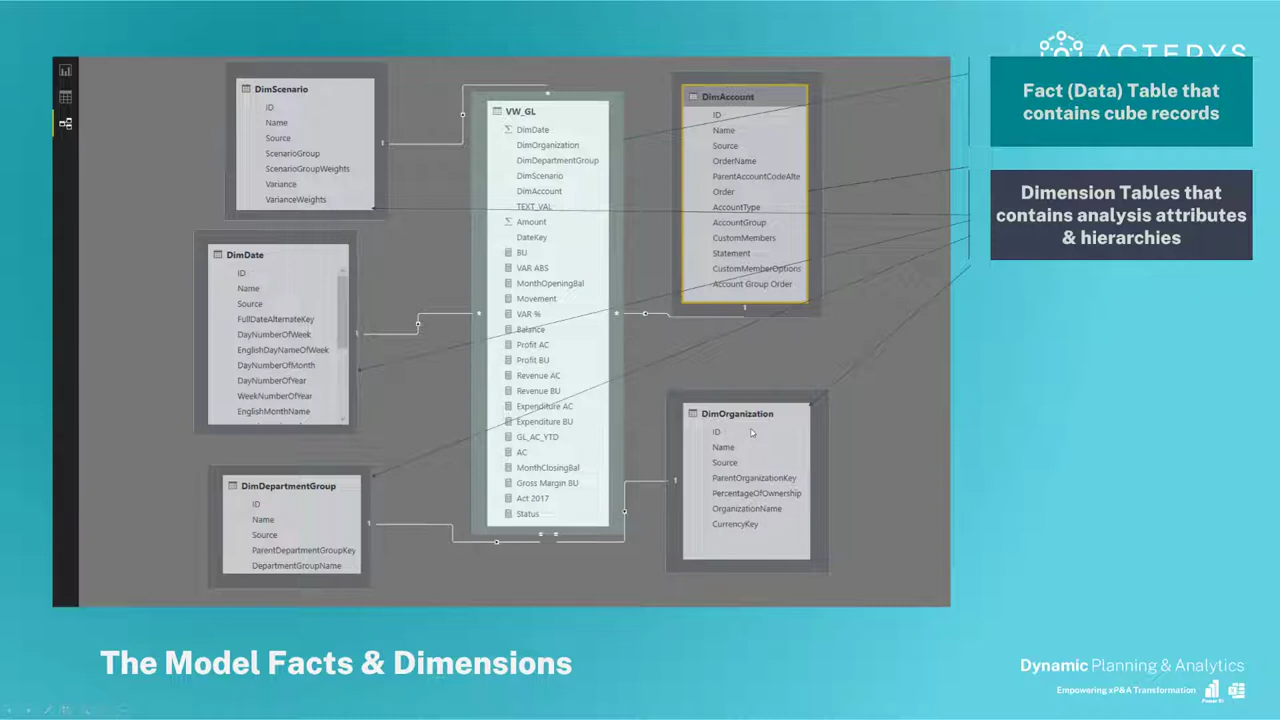 ACTERYS
Fact (Data) Table that
contains cube records
Dimension Tables that
contains analysis attributes
& hierarchies
DimScenario
ID
Name
Source
ScenarioGroup
ScenarioGroupWeights
Variance
VarianceWeights
DimDate
ID
Name
Source
FullDateAlternateKey
DayNumberOfWeek
EnglishDayNameOfWeek
DayNumberOfMonth
DayNumberOfYear
WeekNumberOfYear
EnglishMonthName
DimDepartmentGroup
ID
Name
Source
ParentDepartmentGroupKey
DepartmentGroupName
VW_GL
DimDate
DimOrganization
DimDepartmentGroup
DimScenario
DimAccount
TEXT_VAL
Amount
DateKey
BU
VAR ABS
MonthOpeningBal
Movement
VAR %
Balance
Profit AC
Profit BU
Revenue AC
Revenue BU
Expenditure AC
Expenditure BU
GL_AC_YTD
AC
MonthClosingBal
Gross Margin BU
Act 2017
Status
DimAccount
ID
Name
Source
OrderName
ParentAccountCodeAlte
Order
AccountType
AccountGroup
CustomMembers
Statement
CustomMemberOptions
Account Group Order
DimOrganization
ID
Name
Source
ParentOrganizationKey
PercentageOfOwnership
OrganizationName
CurrencyKey
The Model Facts & Dimensions
Dynamic Planning & Analytics
Empowering xP&A Transformation
Power BI